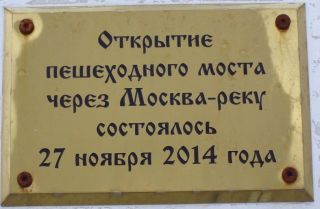 Открытие
пешеходного моста
через Москва-реку
состоялось
27 ноября 2014 года